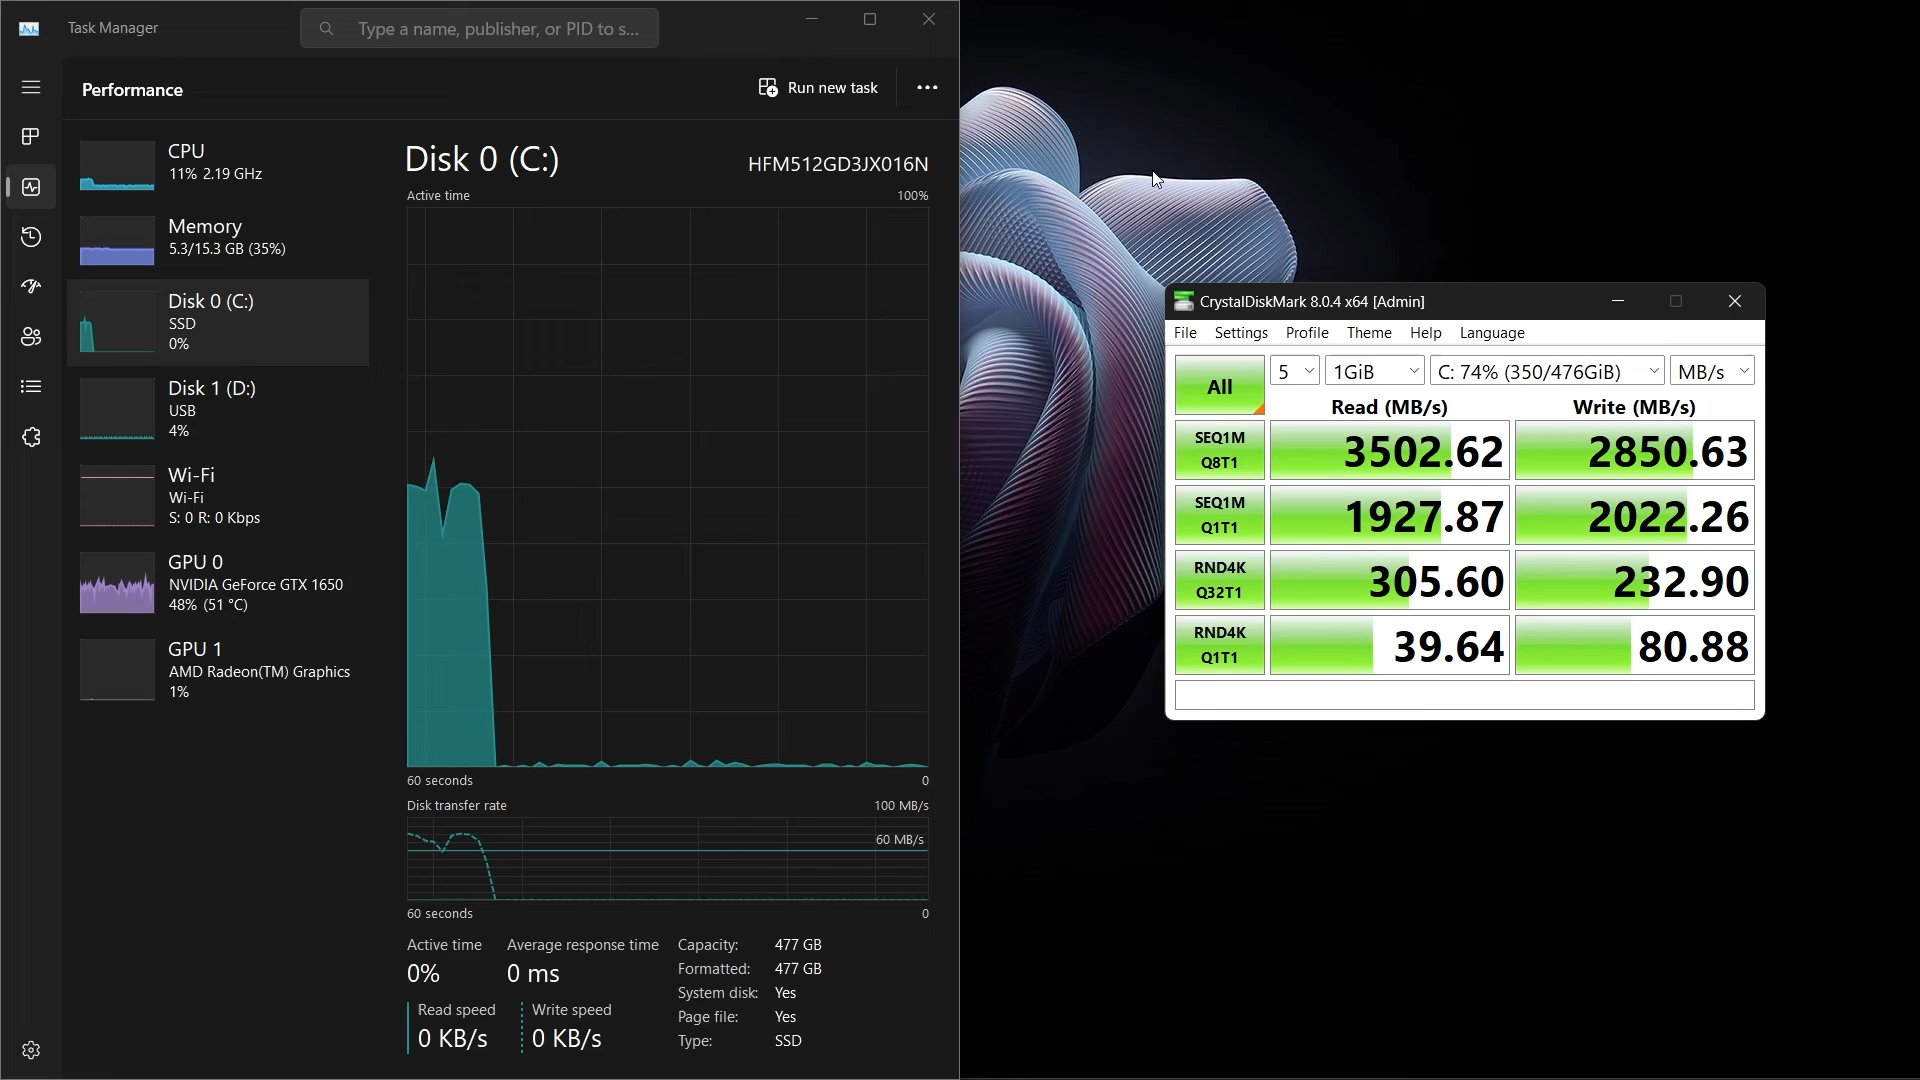 Task Manager
Type a name, publisher, or PID to s...
Performance
Run new task
CPU
11% 2.19 GHz
Memory
5.3/15.3 GB (35%)
Disk 0 (C:)
SSD
0%
Disk 1 (D:)
USB
4%
Wi-Fi
Wi-Fi
S: 0 R: 0 Kbps
GPU 0
NVIDIA GeForce GTX 1650
48% (51 °C)
GPU 1
AMD Radeon(TM) Graphics
1%
Disk 0 (C:)
HFM512GD3JX016N
Active time
100%
60 seconds
0
Disk transfer rate
100 MB/s
60 MB/s
60 seconds
0
Active time
0%
Average response time
0 ms
Read speed
0 KB/s
Write speed
0 KB/s
Capacity: 477 GB
Formatted: 477 GB
System disk: Yes
Page file: Yes
Type: SSD
CrystalDiskMark 8.0.4 x64 [Admin]
File Settings Profile Theme Help Language
All
5
1GiB
C: 74% (350/476GiB)
MB/s
Read (MB/s)
Write (MB/s)
SEQ1M
Q8T1
3502.62
2850.63
SEQ1M
Q1T1
1927.87
2022.26
RND4K
Q32T1
305.60
232.90
RND4K
Q1T1
39.64
80.88